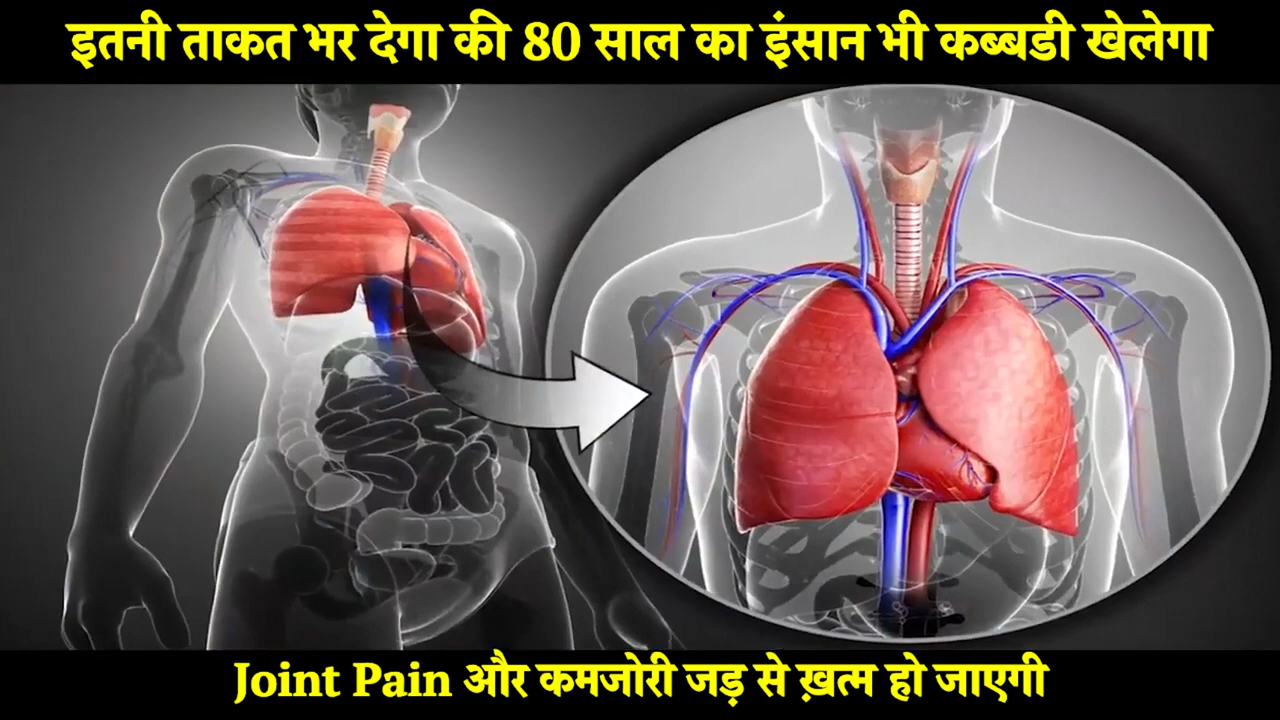 इतनी ताकत भर देगा की 80 साल का इंसान भी कब्बडी खेलेगा
Joint Pain और कमजोरी जड़ से ख़त्म हो जाएगी